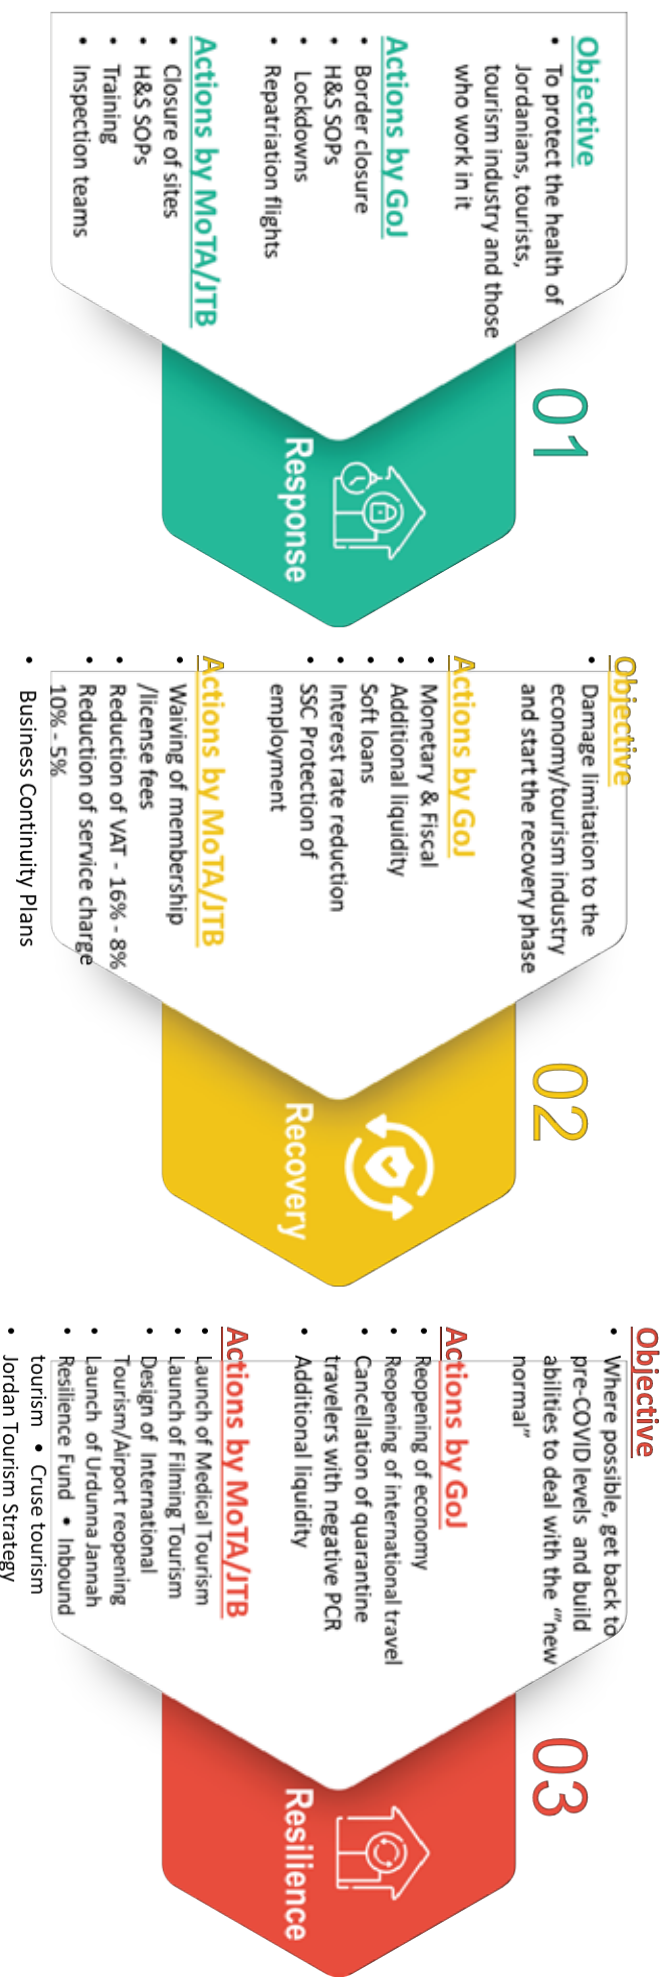 01
Objective
• To protect the health of
Jordanians, tourists,
tourism industry and those
who work in it
Actions by GoJ
• Border closure
• H&S SOPs
• Lockdowns
• Repatriation flights
Actions by MoTA/JTB
• Closure of sites
• H&S SOPs
• Training
• Inspection teams
Response
02
Objective
• Damage limitation to the
economy/tourism industry
and start the recovery phase
Actions by GoJ
• Monetary & Fiscal
• Additional liquidity
• Soft loans
• Interest rate reduction
• SSC Protection of
employment
Actions by MoTA/JTB
• Waiving of membership
/license fees
• Reduction of VAT - 16% - 8%
• Reduction of service charge
10% - 5%
• Business Continuity Plans
Recovery
03
Objective
• Where possible, get back to
pre-COVID levels and build
abilities to deal with the “"new
normal”
Actions by GoJ
• Reopening of economy
• Reopening of international travel
• Cancellation of quarantine
travelers with negative PCR
• Additional liquidity
Actions by MoTA/JTB
• Launch of Medical Tourism
• Launch of Filming Tourism
• Design of International
Tourism/Airport reopening
• Launch of Urdunna Jannah
• Resilience Fund • Inbound
tourism • Cruse tourism
• Jordan Tourism Strategy
Resilience